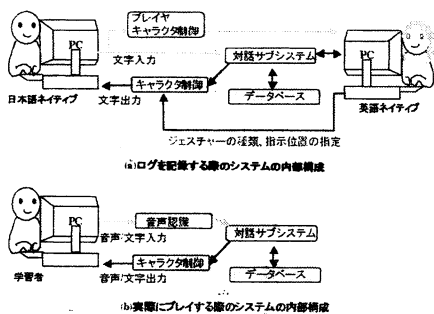 プレイヤ
キャラクタ制御
PC
PC
文字入力
対話サブシステム
キャラクタ制御
日本語ネイティブ
文字出力
データベース
英語ネイティブ
ジェスチャーの種類、指示位置の指定
(a)ログを記録する際のシステムの内部構成
PC
音声認識
音声/文字入力
対話サブシステム
キャラクタ制御
学習者
音声/文字出力
データベース
(b)実際にプレイする際のシステムの内部構成